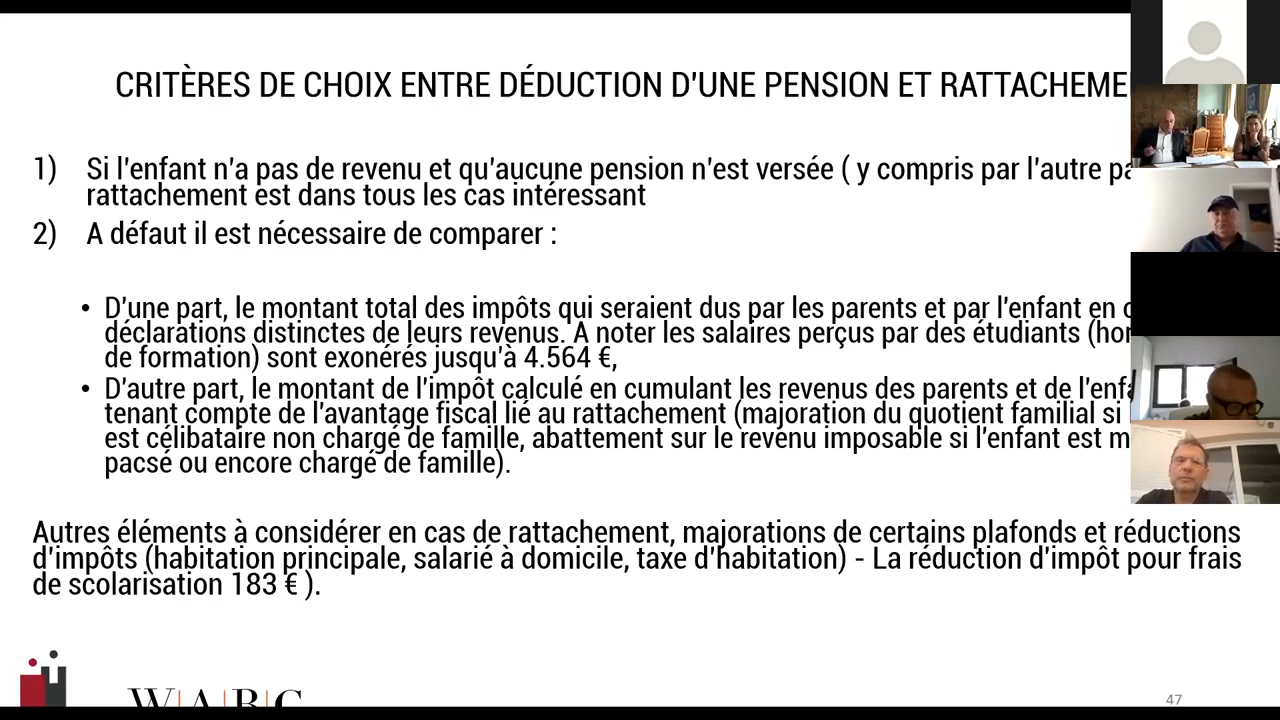 CRITÈRES DE CHOIX ENTRE DÉDUCTION D'UNE PENSION ET
1) Si l'enfant n'a pas de revenu et qu'aucune pension n'est versée ( y compris par l'autre
rattachement est dans tous les cas intéressant
2) A défaut il est nécessaire de comparer :
• D'une part, le montant total des impôts qui seraient dus par les parents et par l'enfant en
déclarations distinctes de leurs revenus. A noter les salaires perçus par des étudiants
de formation) sont exonérés jusqu'à 4.564 €,
• D'autre part, le montant de l'impôt calculé en cumulant les revenus des parents et de
tenant compte de l'avantage fiscal lié au rattachement (majoration du quotient familial si
est célibataire non chargé de famille, abattement sur le revenu imposable si l'enfant est
pacsé ou encore chargé de famille).
Autres éléments à considérer en cas de rattachement, majorations de certains plafonds et réductions
d'impôts (habitation principale, salarié à domicile, taxe d'habitation) - La réduction d'impôt pour frais
de scolarisation 183 € ).
W|A|R|C
47